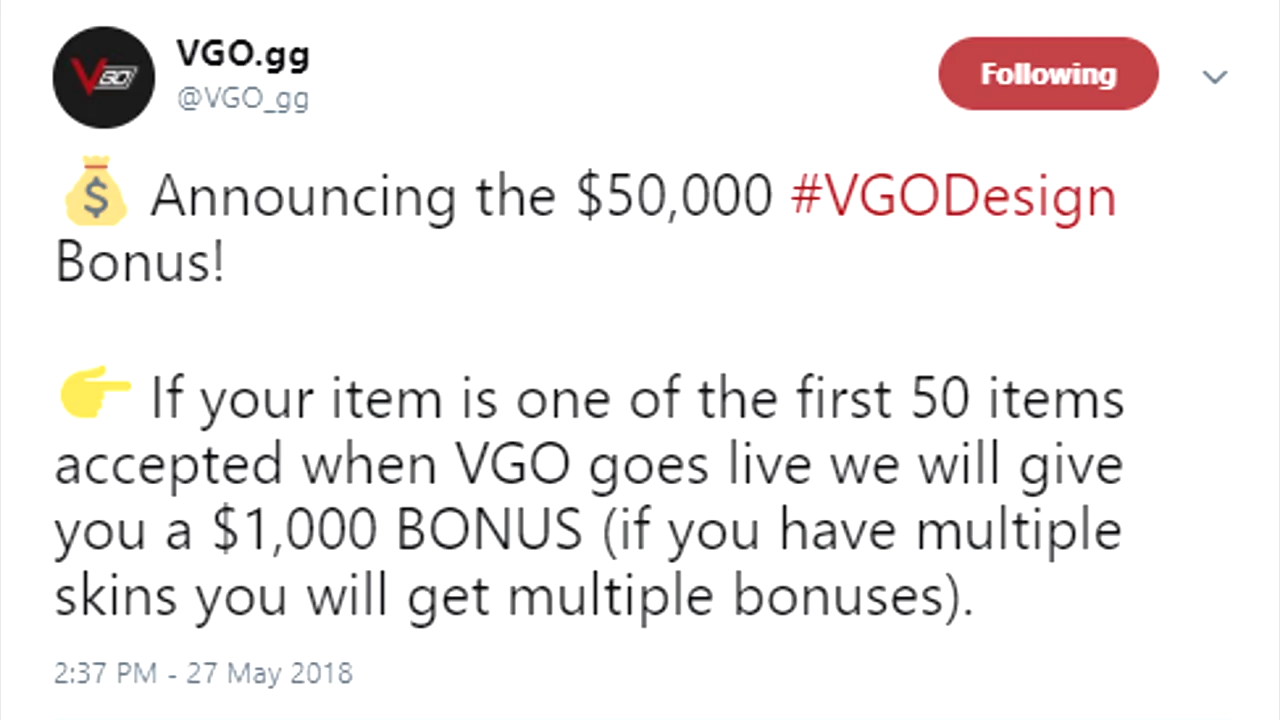 VGO
VGO.gg
@VGO_gg
Following
💰 Announcing the $50,000 #VGODesign
Bonus!
👉 If your item is one of the first 50 items
accepted when VGO goes live we will give
you a $1,000 BONUS (if you have multiple
skins you will get multiple bonuses).
2:37 PM - 27 May 2018